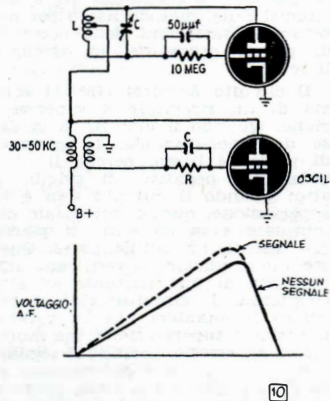 L
C
50µµf
10 MEG
30-50 KC
C
R
OSCIL.
B+
SEGNALE
VOLTAGGIO
A.F.
NESSUN
SEGNALE
10